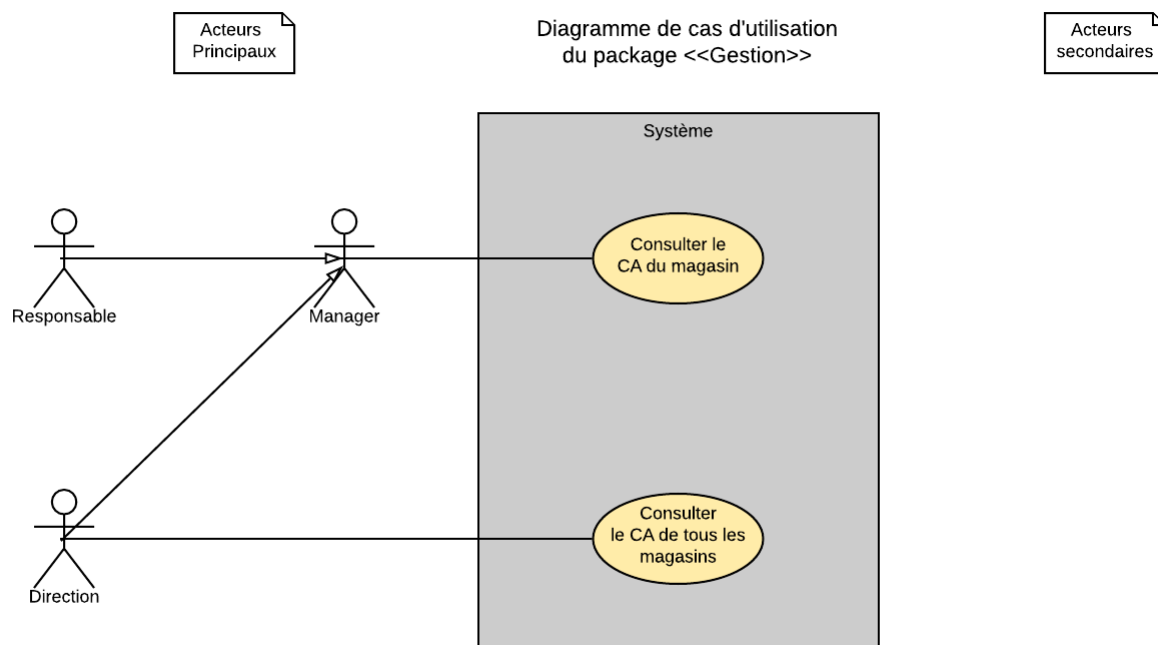 Acteurs
Principaux
Diagramme de cas d'utilisation
du package <<Gestion>>
Acteurs
secondaires
Système
Consulter le
CA du magasin
Responsable
Manager
Consulter
le CA de tous les
magasins
Direction